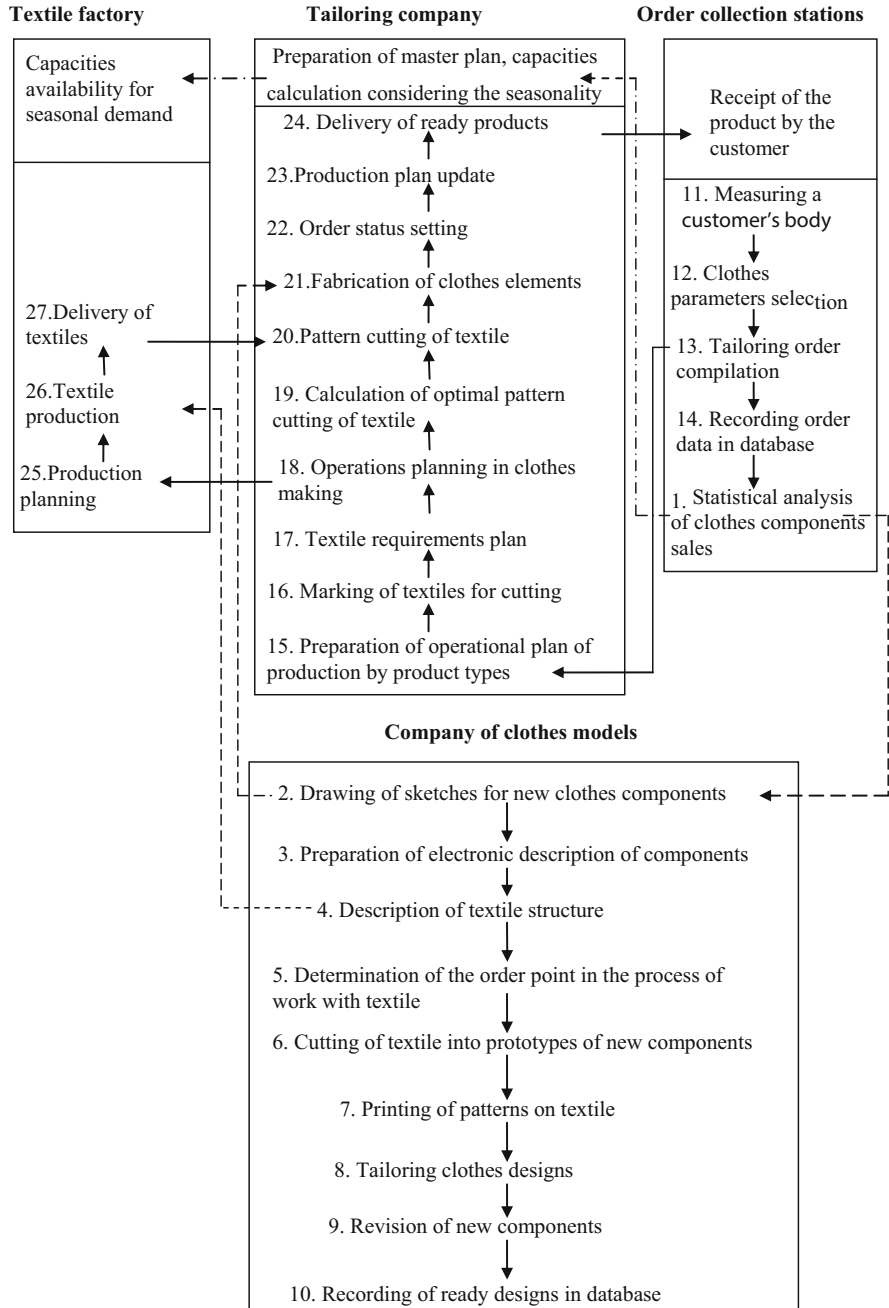 Textile factory
Tailoring company
Order collection stations
Capacities
availability for
seasonal demand
Preparation of master plan, capacities
calculation considering the seasonality
Receipt of the
product by the
customer
24. Delivery of ready products
23.Production plan update
22. Order status setting
21.Fabrication of clothes elements
20.Pattern cutting of textile
19. Calculation of optimal pattern
cutting of textile
18. Operations planning in clothes
making
17. Textile requirements plan
16. Marking of textiles for cutting
15. Preparation of operational plan of
production by product types
27.Delivery of
textiles
26.Textile
production
25.Production
planning
11. Measuring a
customer's body
12. Clothes
parameters selection
13. Tailoring order
compilation
14. Recording order
data in database
1. Statistical analysis
of clothes components
sales
Company of clothes models
2. Drawing of sketches for new clothes components
3. Preparation of electronic description of components
4. Description of textile structure
5. Determination of the order point in the process of
work with textile
6. Cutting of textile into prototypes of new components
7. Printing of patterns on textile
8. Tailoring clothes designs
9. Revision of new components
10. Recording of ready designs in database